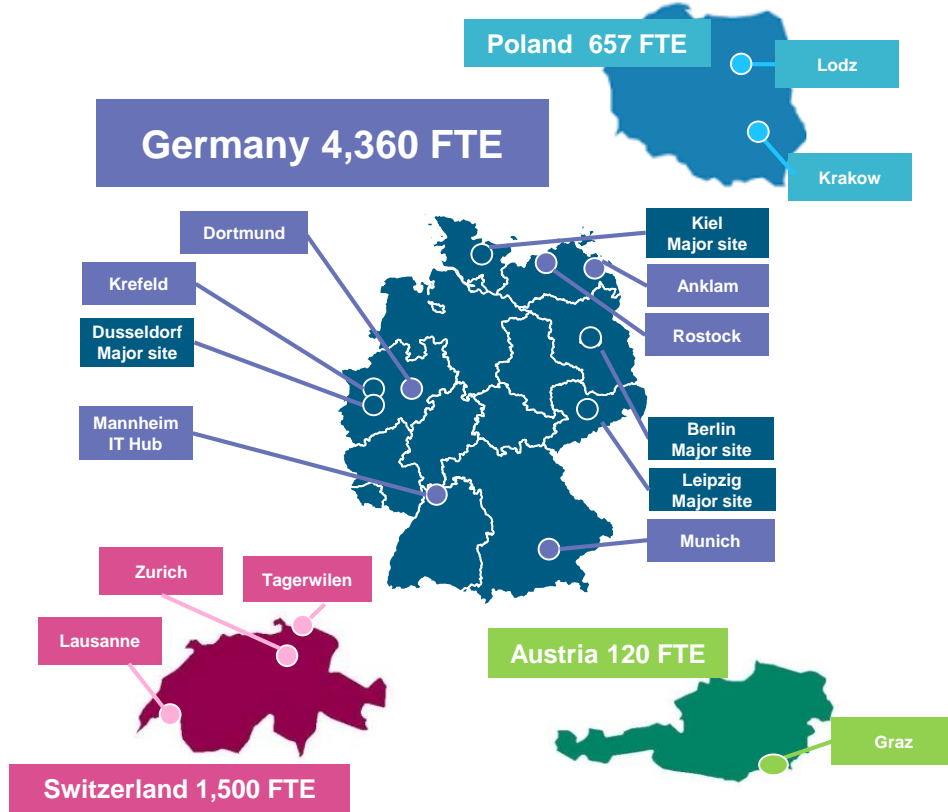 Poland 657 FTE
Lodz
Krakow
Germany 4,360 FTE
Dortmund
Krefeld
Dusseldorf
Major site
Mannheim
IT Hub
Kiel
Major site
Anklam
Rostock
Berlin
Major site
Leipzig
Major site
Munich
Zurich
Tagerwilen
Lausanne
Switzerland 1,500 FTE
Austria 120 FTE
Graz